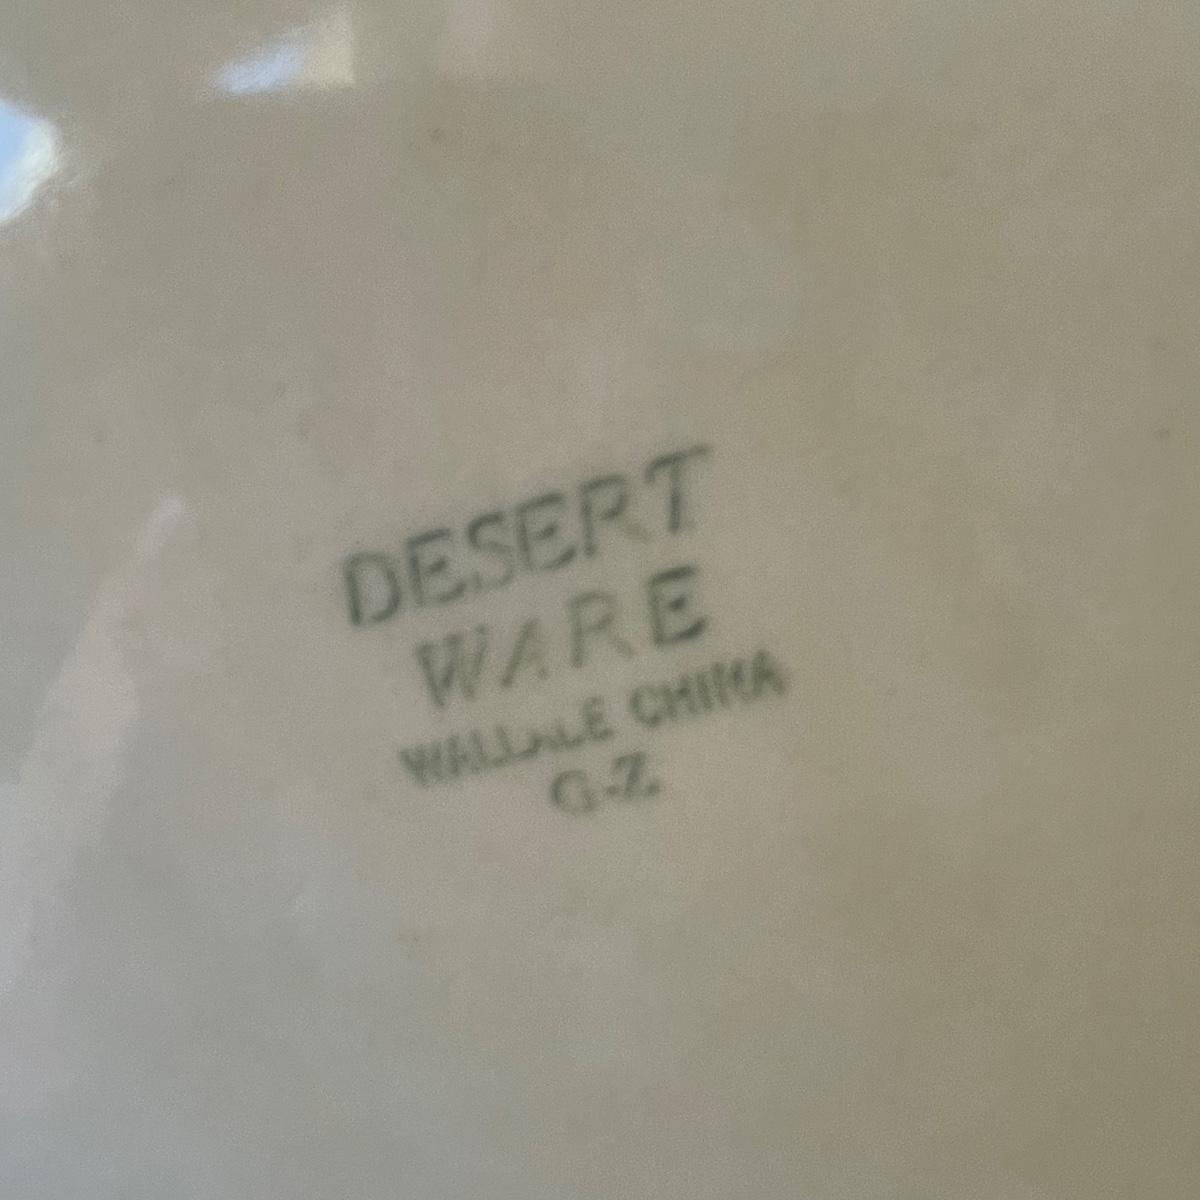 DESERT
WARE
WALLACE CHINA
G-Z